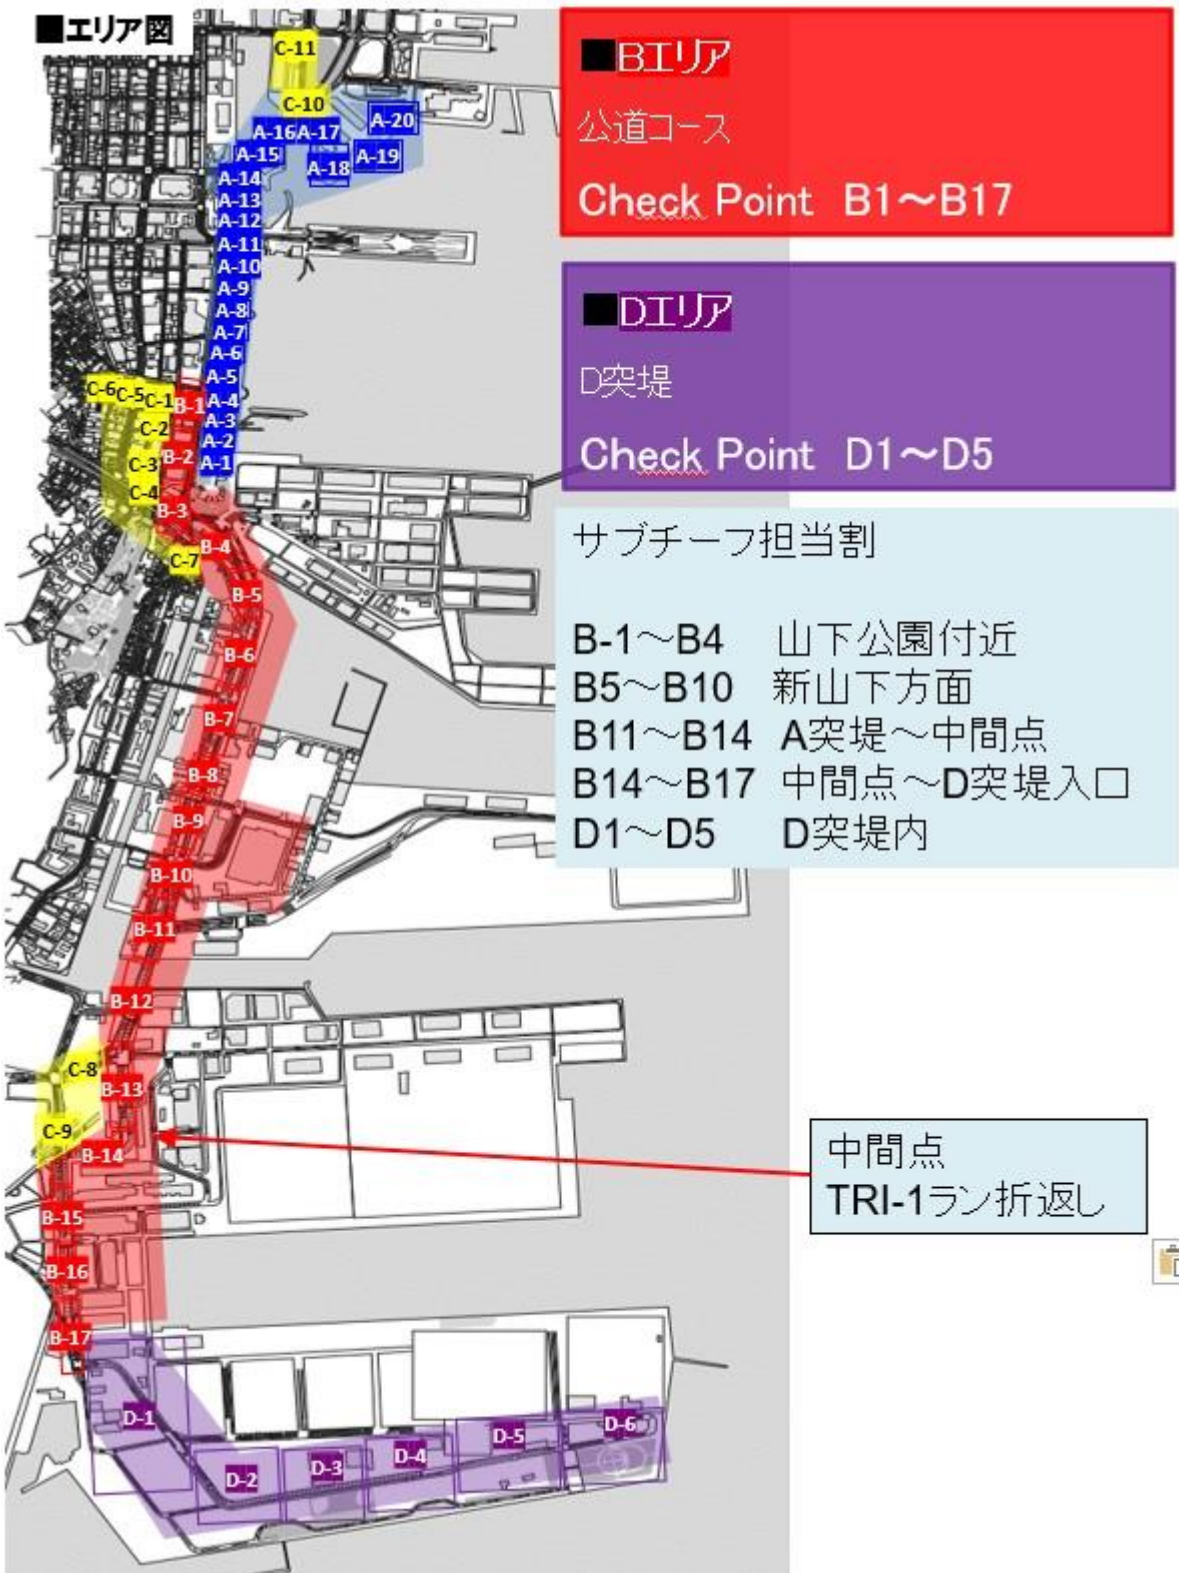 ■エリア図
C-11
C-10
A-16
A-17
A-20
A-15
A-18
A-19
A-14
A-13
A-12
A-11
A-10
A-9
A-8
A-7
A-6
A-5
A-4
A-3
A-2
A-1
C-6
C-5
C-1
B-1
C-2
B-2
C-3
C-4
B-3
B-4
C-7
B-5
B-6
B-7
B-8
B-9
B-10
B-11
B-12
C-8
B-13
C-9
B-14
B-15
B-16
B-17
D-1
D-2
D-3
D-4
D-5
D-6
■Bエリア
公道コース
Check Point B1～B17
■Dエリア
D突堤
Check Point D1～D5
サブチーフ担当割
B-1～B4 山下公園付近
B5～B10 新山下方面
B11～B14 A突堤～中間点
B14～B17 中間点～D突堤入口
D1～D5 D突堤内
中間点
TRI-1ラン折返し